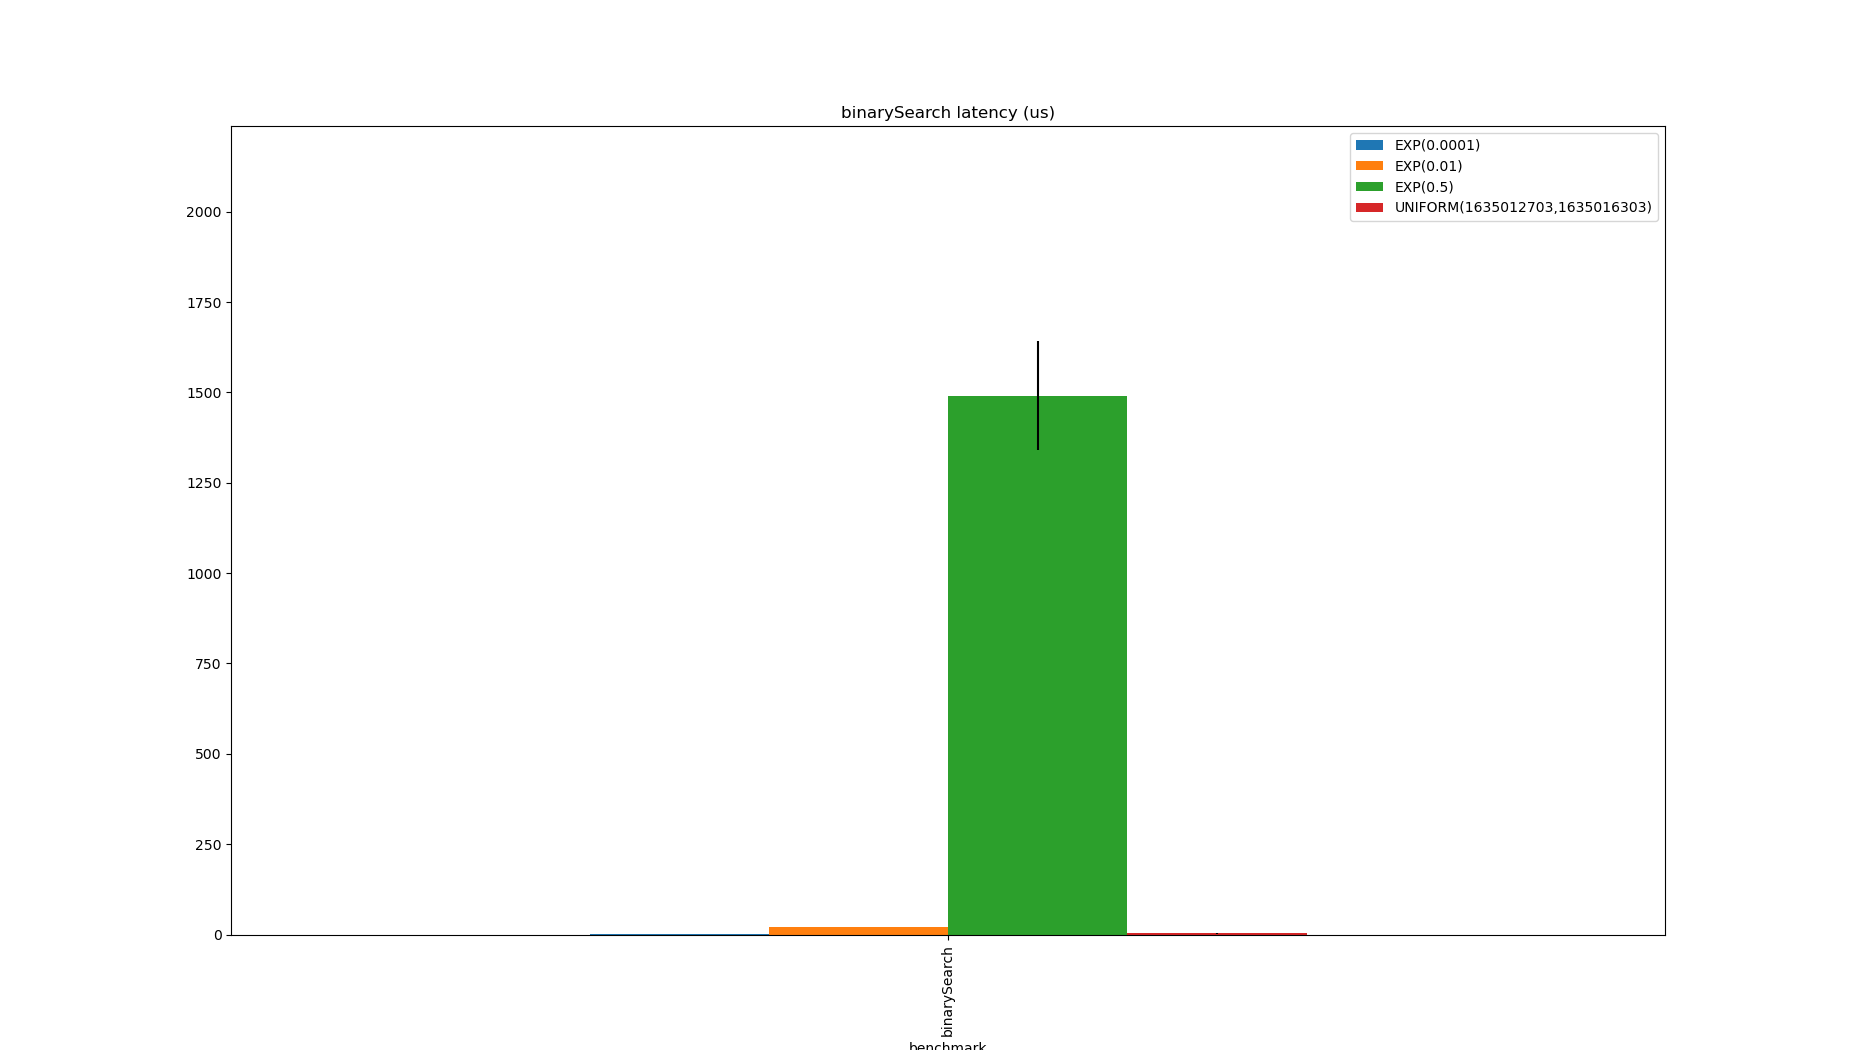 binarySearch latency (us)
EXP(0.0001)
EXP(0.01)
EXP(0.5)
UNIFORM(1635012703,1635016303)
2000
1750
1500
1250
1000
750
500
250
0
binarySearch
benchmark